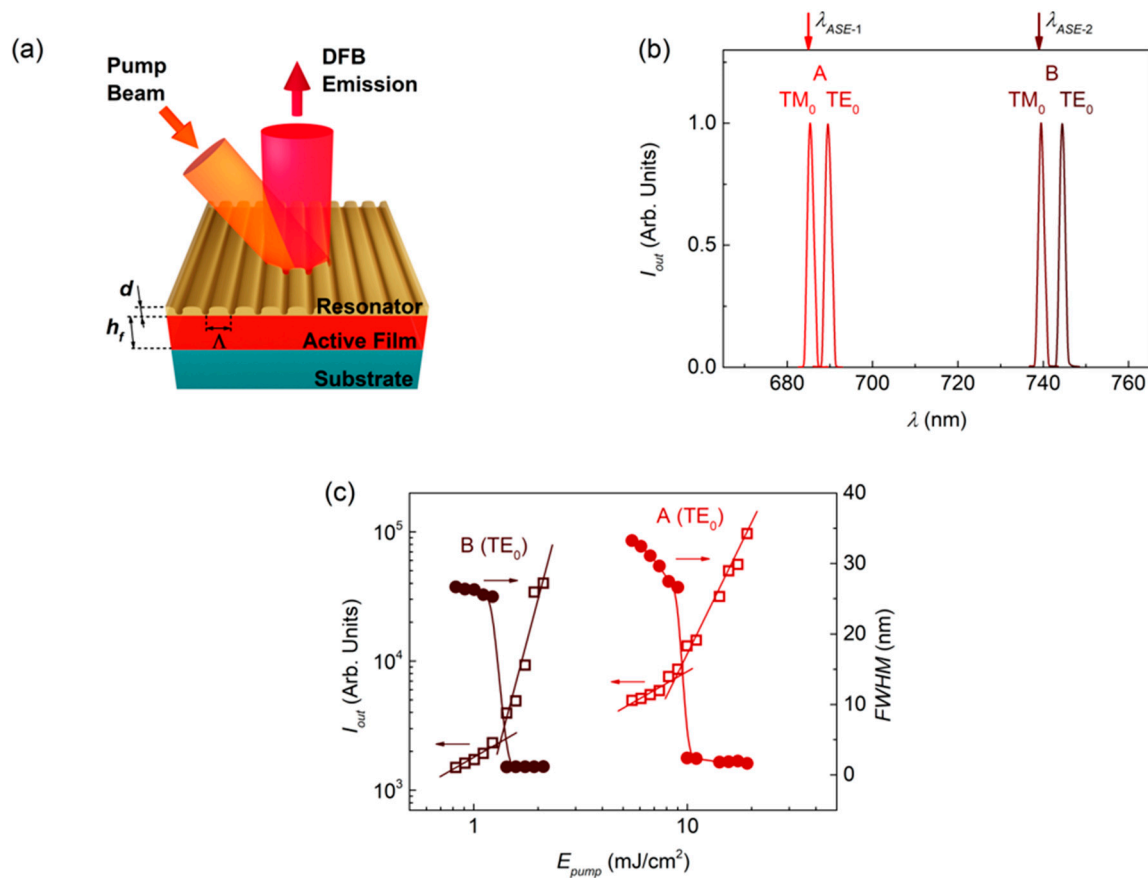 (a)
Pump
Beam
DFB
Emission
d
h_f
Λ
Resonator
Active Film
Substrate
(b)
λ_ASE-1
λ_ASE-2
A
B
TM₀ TE₀
TM₀ TE₀
1.0
0.5
0.0
I_out (Arb. Units)
680 700 720 740 760
λ (nm)
(c)
B (TE₀)
A (TE₀)
10⁵
10⁴
10³
I_out (Arb. Units)
40
30
20
10
0
FWHM (nm)
1 10
E_pump (mJ/cm²)